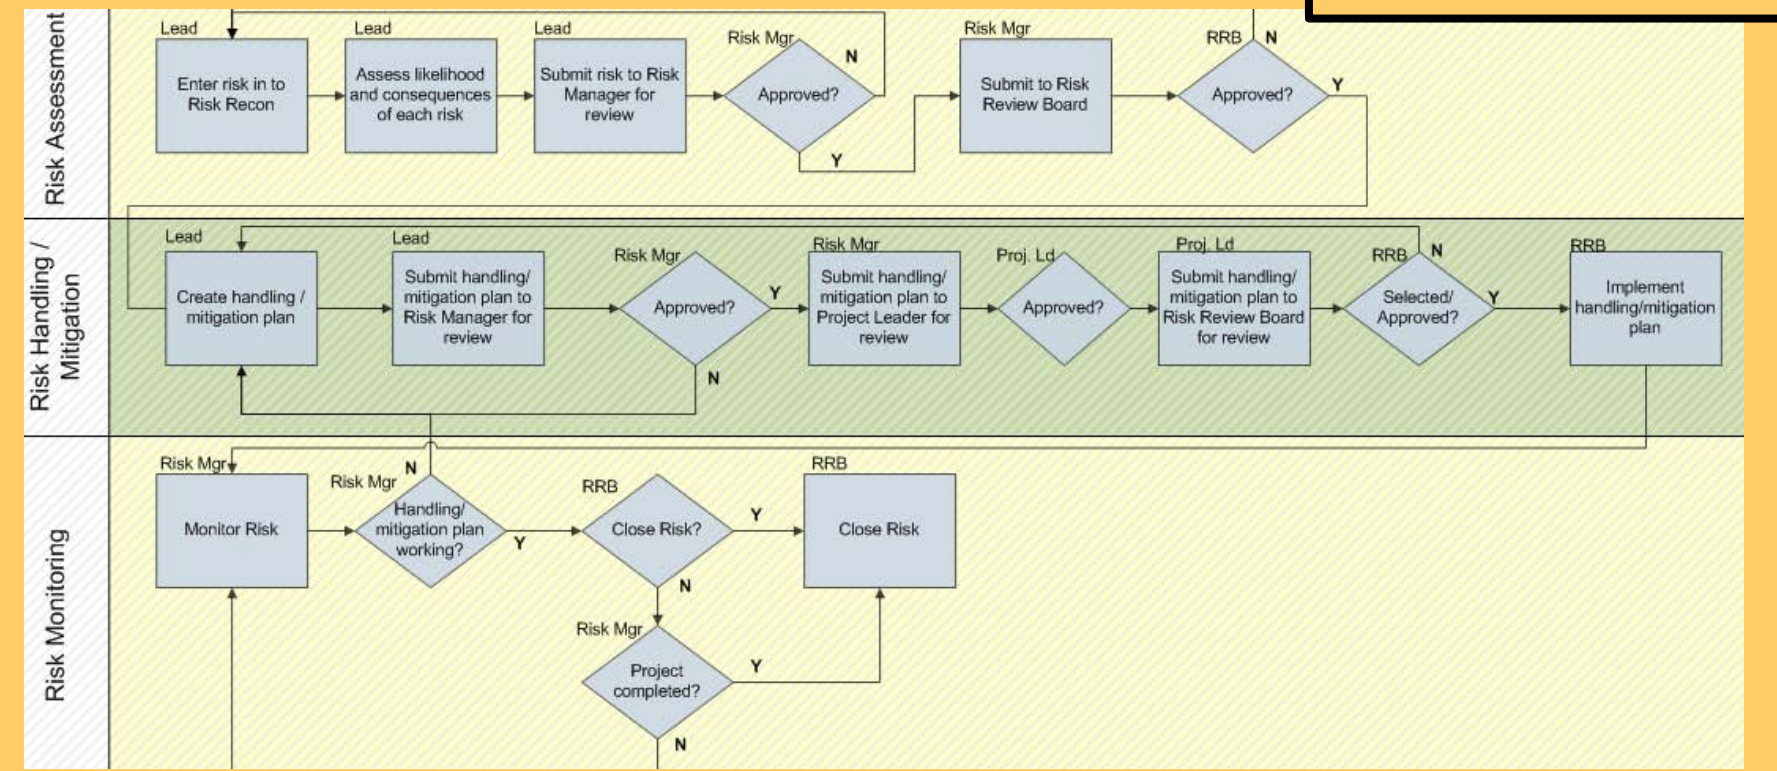 Risk Assessment
Lead
Enter risk in to
Risk Recon
Lead
Assess likelihood
and consequences
of each risk
Lead
Submit risk to Risk
Manager for
review
Risk Mgr
Approved?
N
Y
Risk Mgr
Submit to Risk
Review Board
RRB
N
Approved?
Y
Risk Handling /
Mitigation
Lead
Create handling /
mitigation plan
Lead
Submit handling/
mitigation plan to
Risk Manager for
review
Risk Mgr
Approved?
Y
N
Risk Mgr
Submit handling/
mitigation plan to
Project Leader for
review
Proj. Ld
Approved?
Proj. Ld
Submit handling/
mitigation plan to
Risk Review Board
for review
RRB
N
Selected/
Approved?
Y
RRB
Implement
handling/mitigation
plan
Risk Monitoring
Risk Mgr
Monitor Risk
Risk Mgr
N
Handling/
mitigation plan
working?
Y
RRB
Close Risk?
Y
N
RRB
Close Risk
Risk Mgr
Project
completed?
Y
N